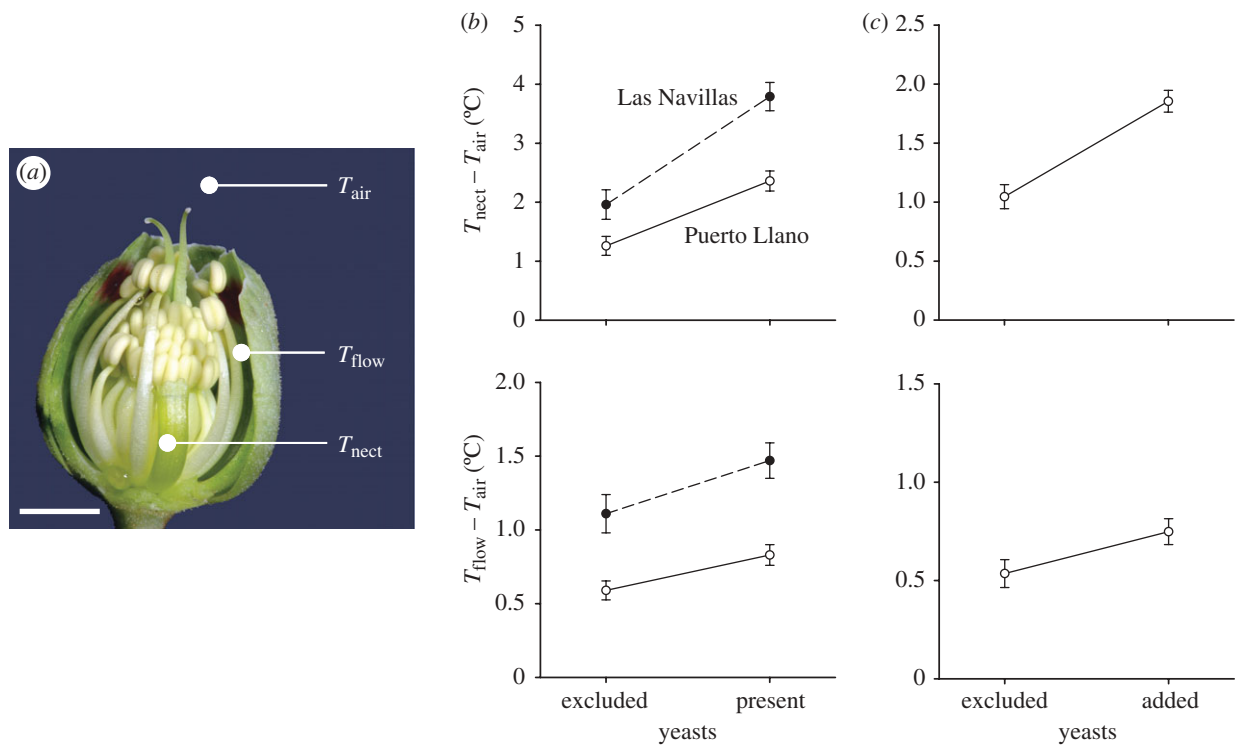 (a)
T_air
T_flow
T_nect
(b)
T_nect – T_air (ºC)
5
4
3
2
1
0
Las Navillas
Puerto Llano
T_flow – T_air (ºC)
2.0
1.5
1.0
0.5
0
excluded present
yeasts
(c)
2.5
2.0
1.5
1.0
0.5
0
1.5
1.0
0.5
0
excluded added
yeasts